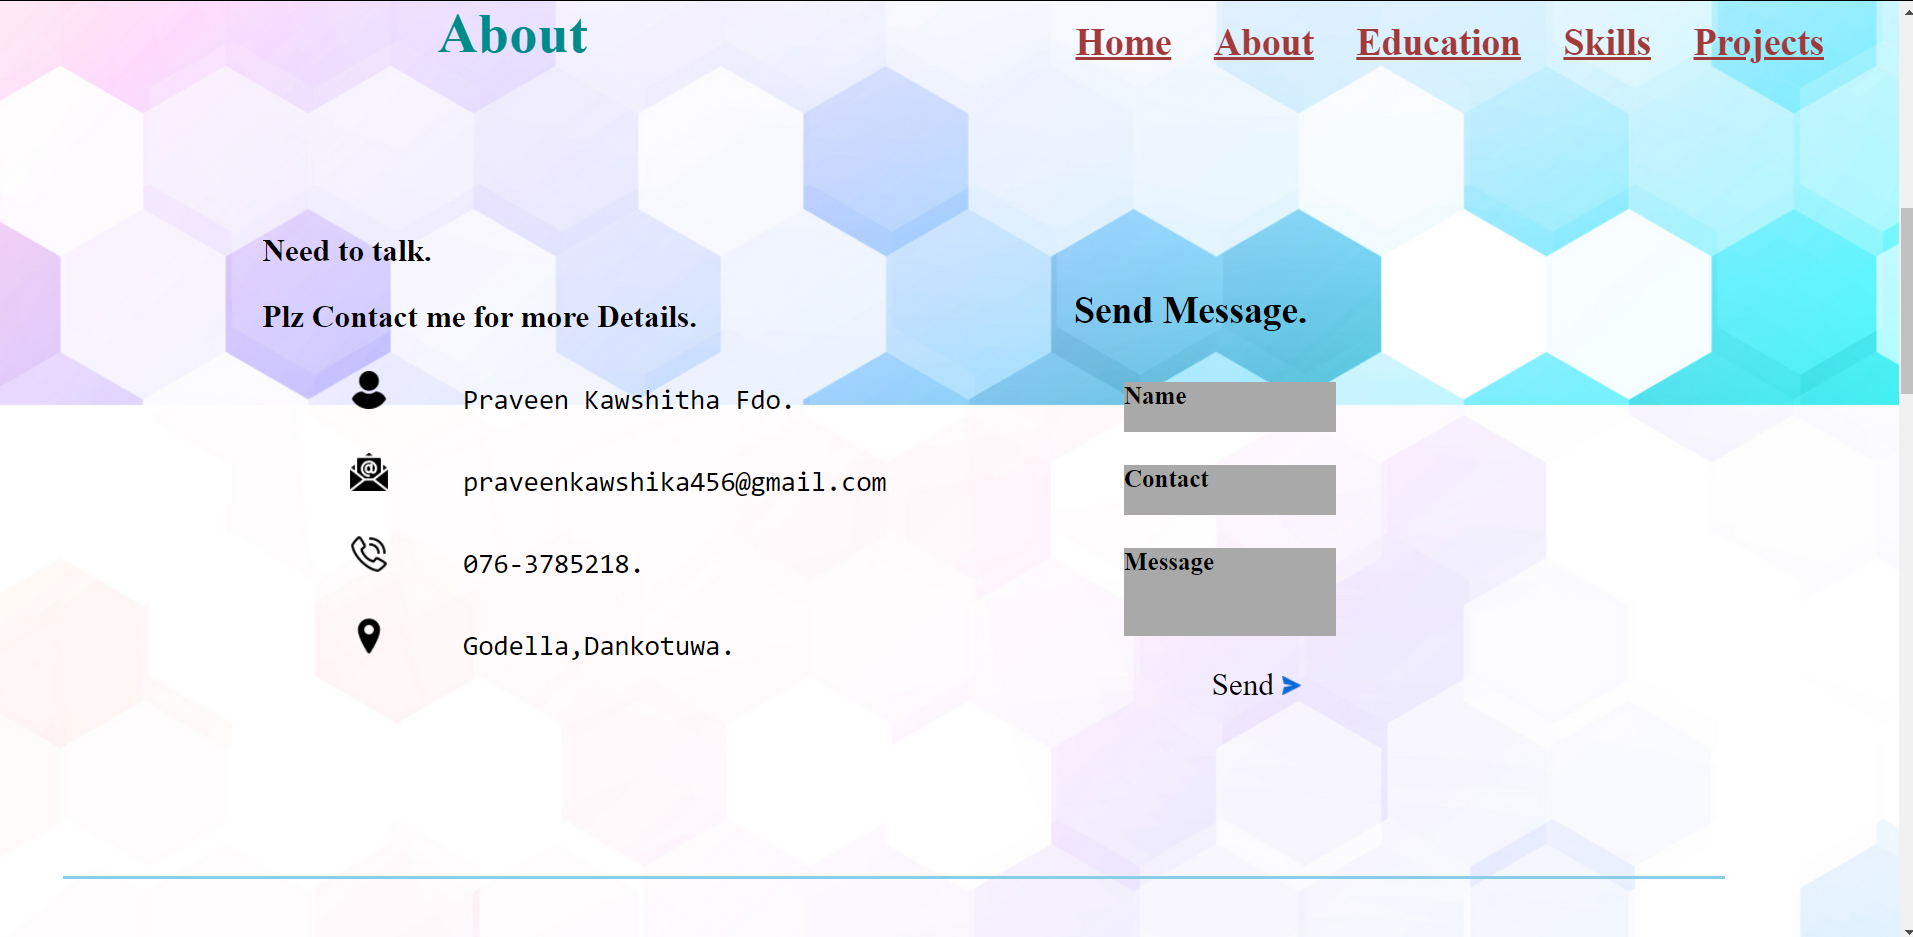 About
Home About Education Skills Projects
Need to talk.
Plz Contact me for more Details.
Praveen Kawshitha Fdo.
praveenkawshika456@gmail.com
076-3785218.
Godella,Dankotuwa.
Send Message.
Name
Contact
Message
Send